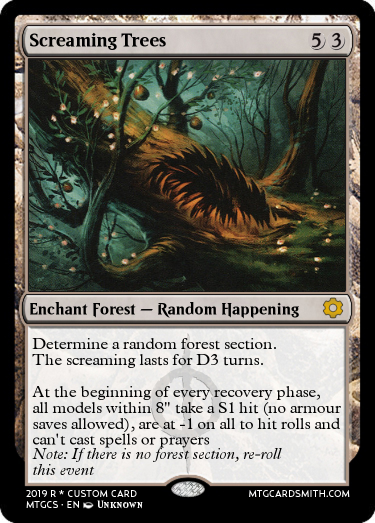 Screaming Trees 5 3
Enchant Forest — Random Happening
Determine a random forest section.
The screaming lasts for D3 turns.
At the beginning of every recovery phase,
all models within 8" take a S1 hit (no armour
saves allowed), are at -1 on all to hit rolls and
can't cast spells or prayers
Note: If there is no forest section, re-roll
this event
2019 R * CUSTOM CARD
MTGCS · EN Unknown
MTGCARDSMITH.COM